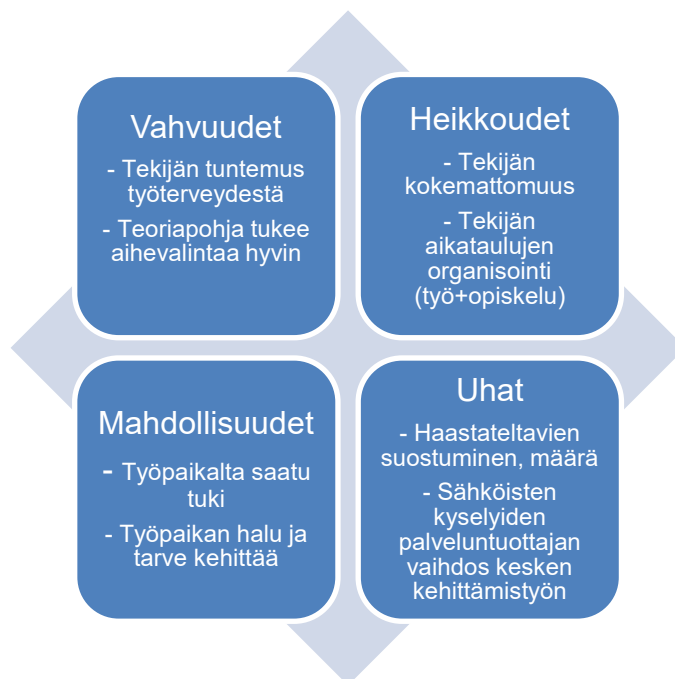 Vahvuudet
- Tekijän tuntemus
työterveydestä
- Teoriapohja tukee
aihevalintaa hyvin
Heikkoudet
- Tekijän
kokemattomuus
- Tekijän
aikataulujen
organisointi
(työ+opiskelu)
Mahdollisuudet
- Työpaikalta saatu
tuki
- Työpaikan halu ja
tarve kehittää
Uhat
- Haastateltavien
suostuminen, määrä
- Sähköisten
kyselyiden
palveluntuottajan
vaihdos kesken
kehittämistyön